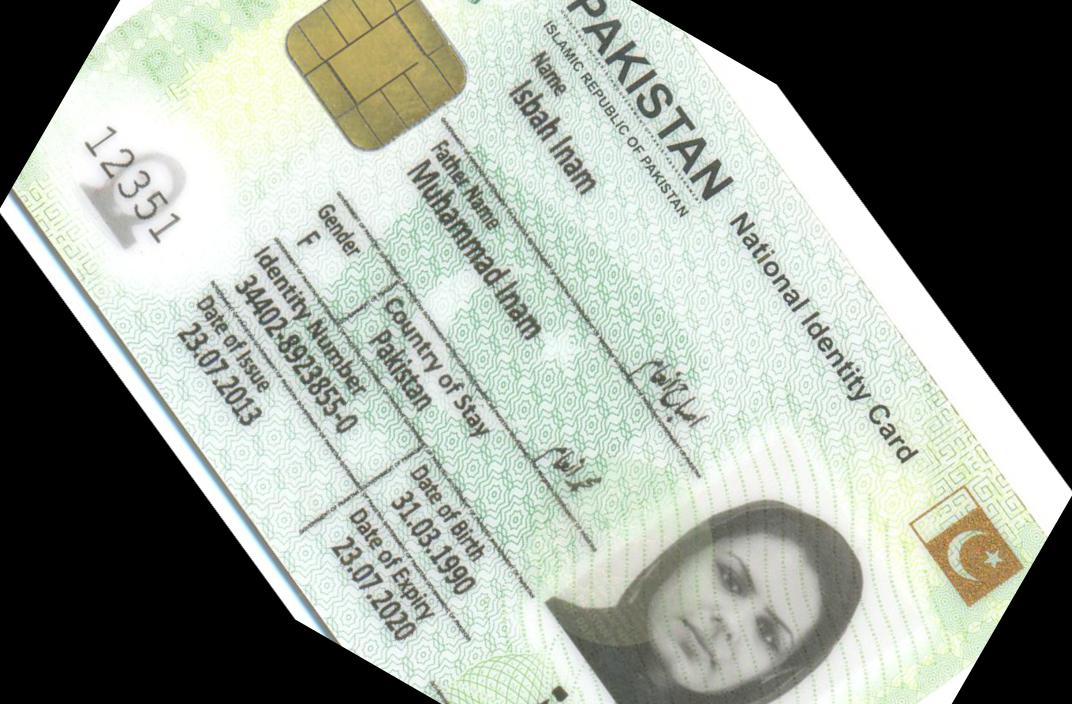 PAKISTAN National Identity Card
ISLAMIC REPUBLIC OF PAKISTAN
Name
Isbah Inam
Father Name
Muhammad Inam
Gender
F
Country of Stay
Pakistan
Identity Number
34402-8923855-0
Date of Birth
31.03.1990
Date of Issue
23.07.2013
Date of Expiry
23.07.2020
12351